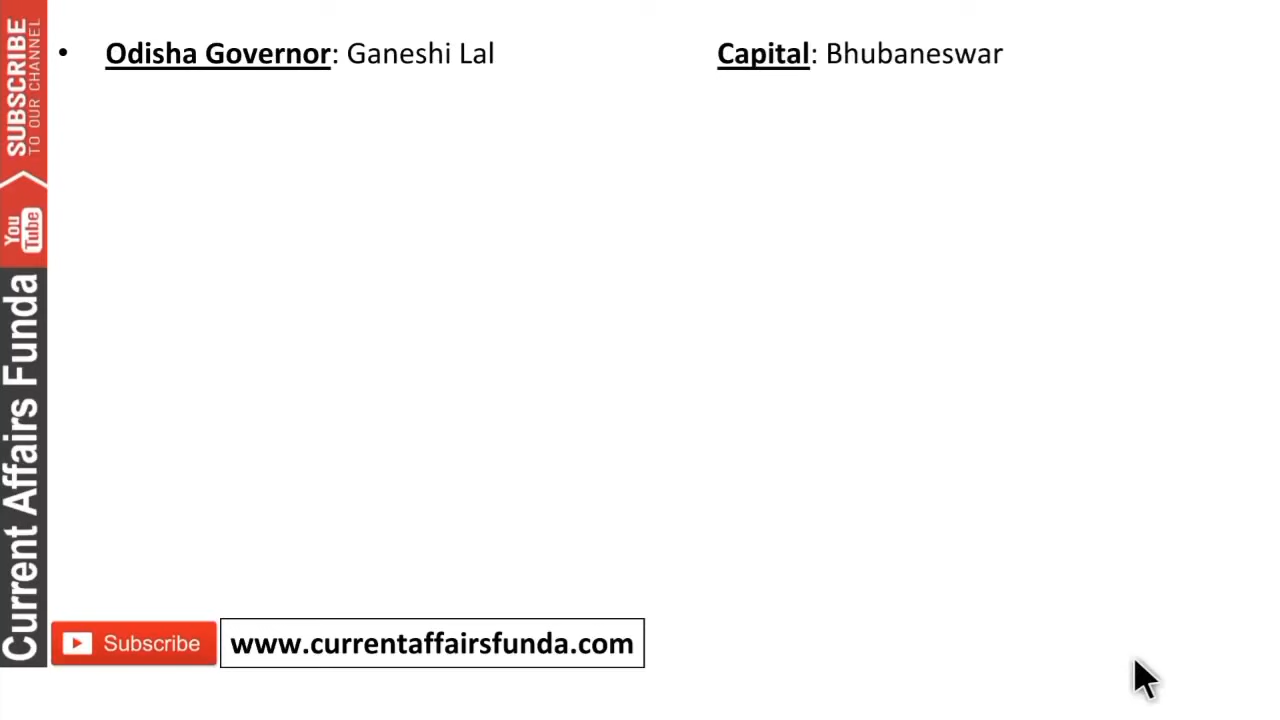 • Odisha Governor: Ganeshi Lal Capital: Bhubaneswar
SUBSCRIBE
TO OUR CHANNEL
You Tube
Current Affairs Funda
Subscribe
www.currentaffairsfunda.com